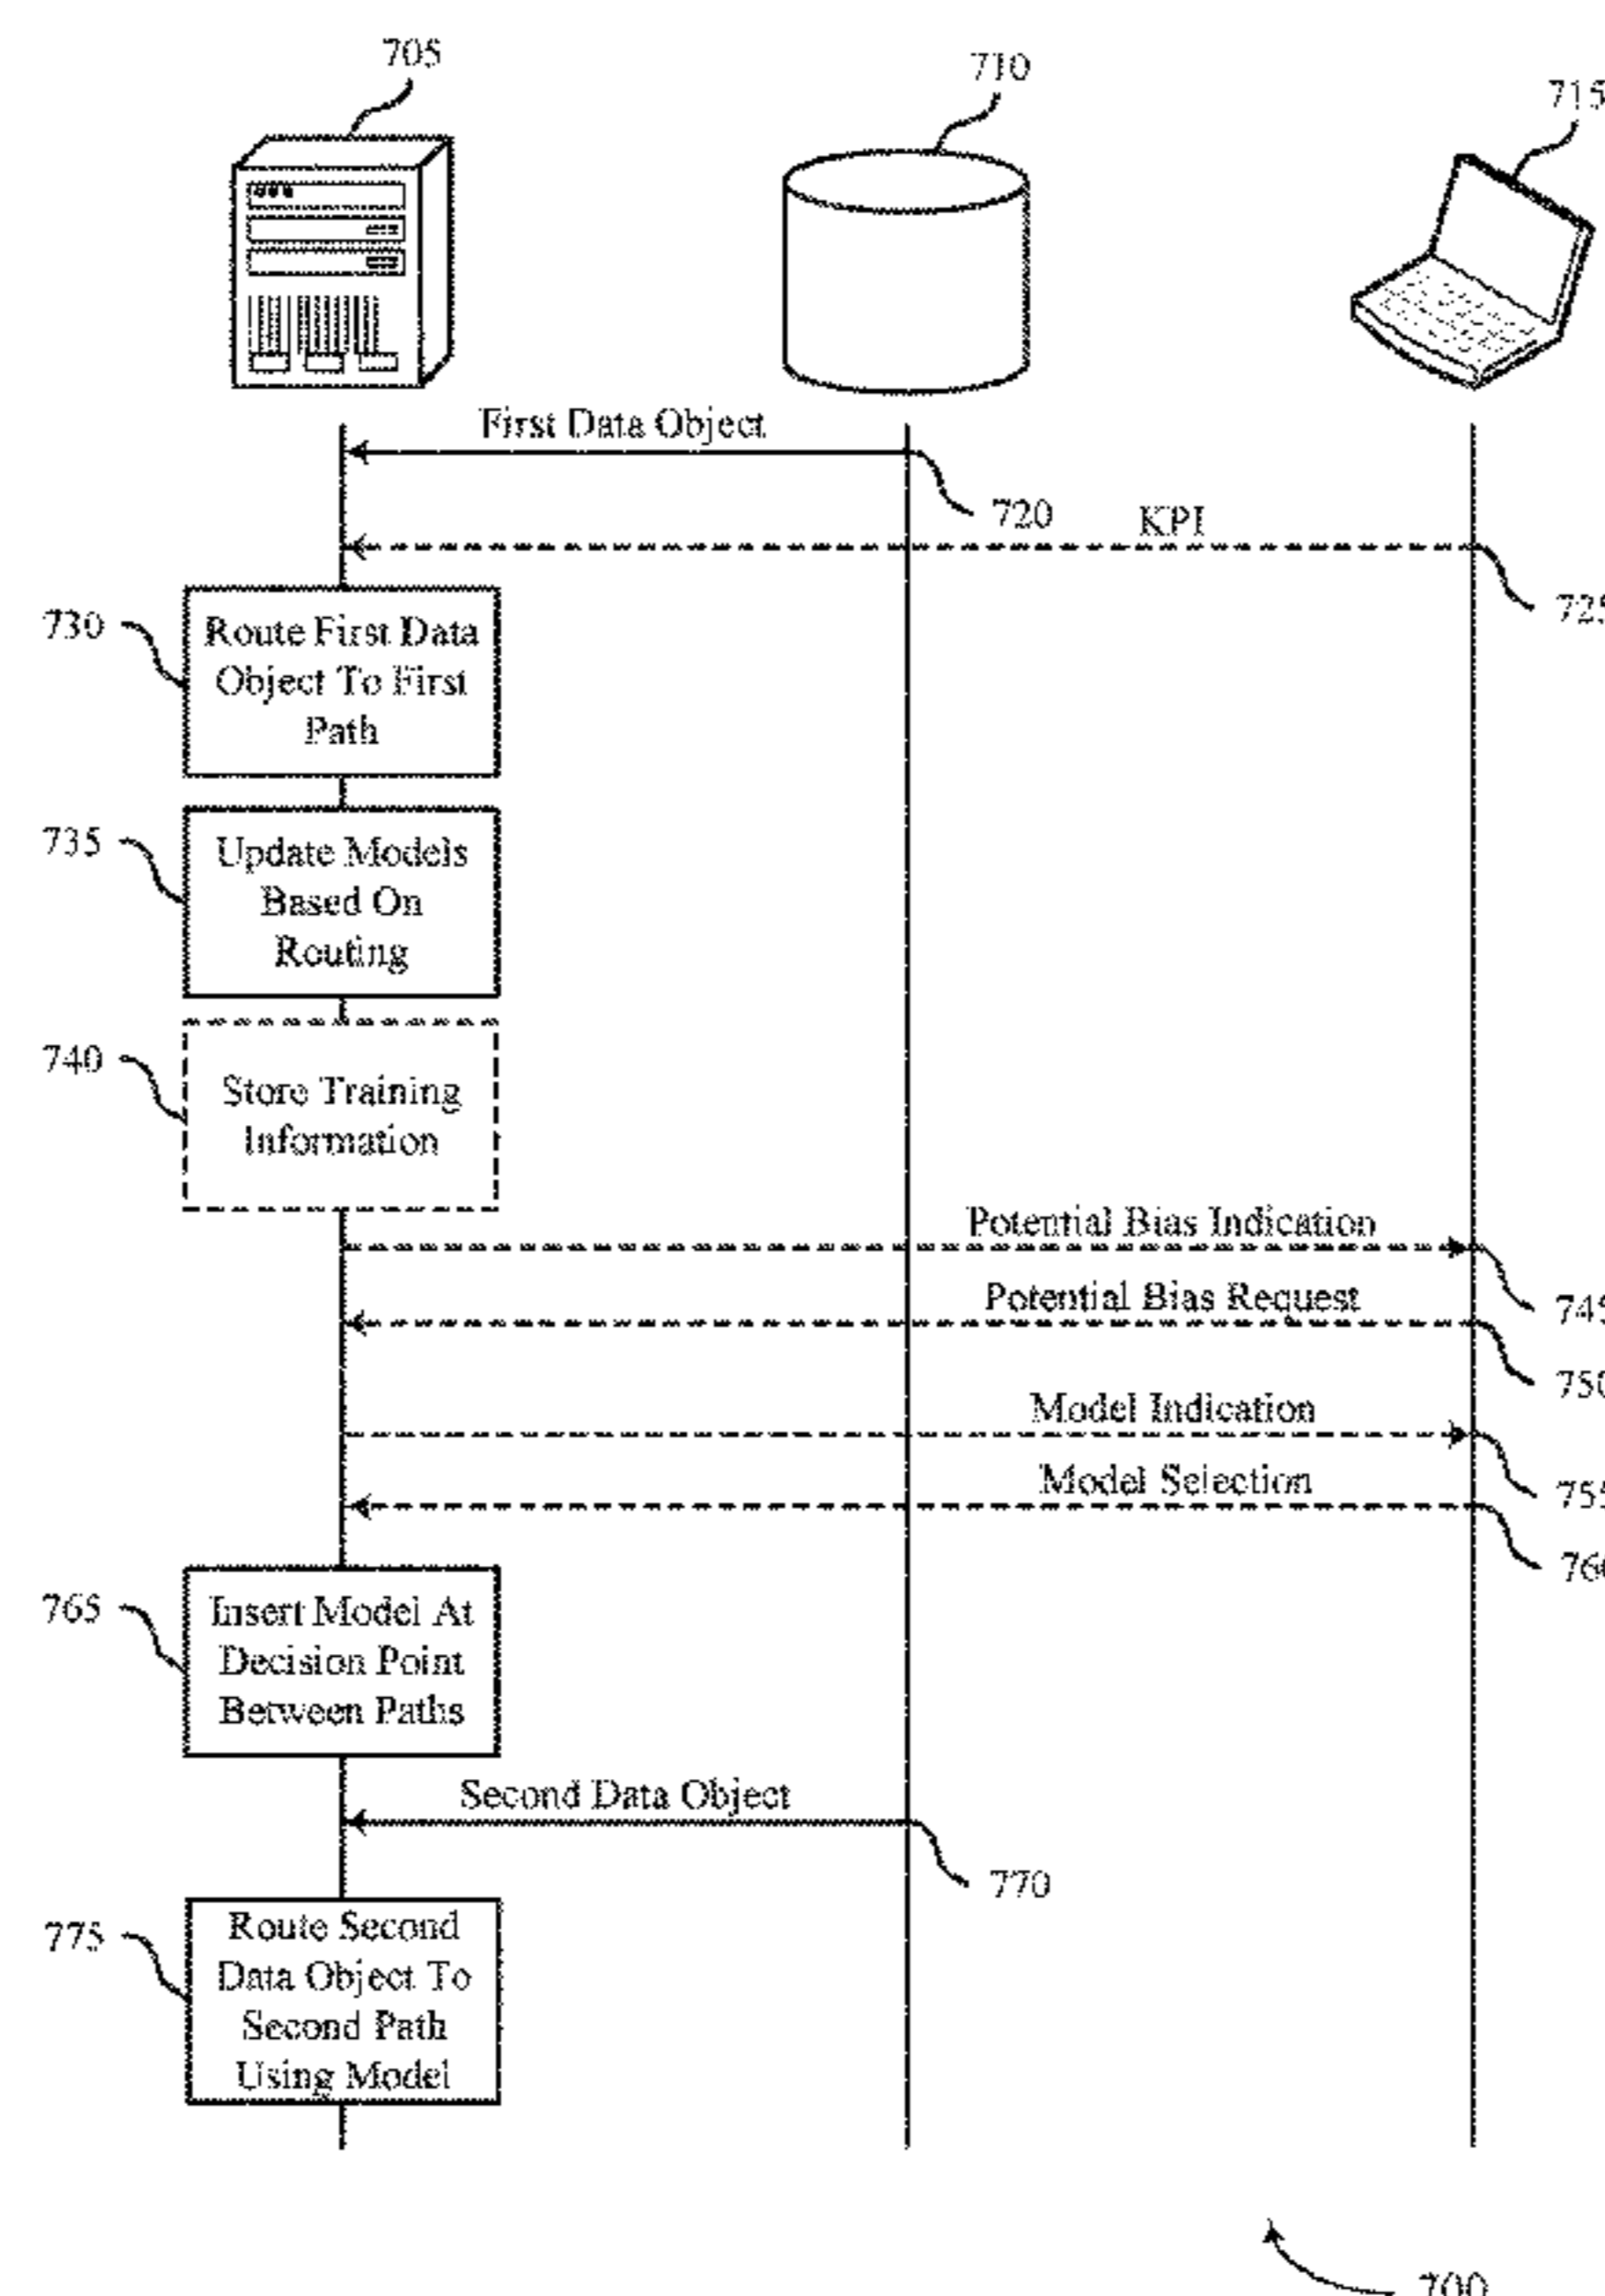 705
710
715
First Data Object
720
KPI
725
730
Route First Data
Object To First
Path
735
Update Models
Based On
Routing
740
Store Training
Information
Potential Bias Indication
745
Potential Bias Request
750
Model Indication
755
Model Selection
760
765
Insert Model At
Decision Point
Between Paths
Second Data Object
770
775
Route Second
Data Object To
Second Path
Using Model
700